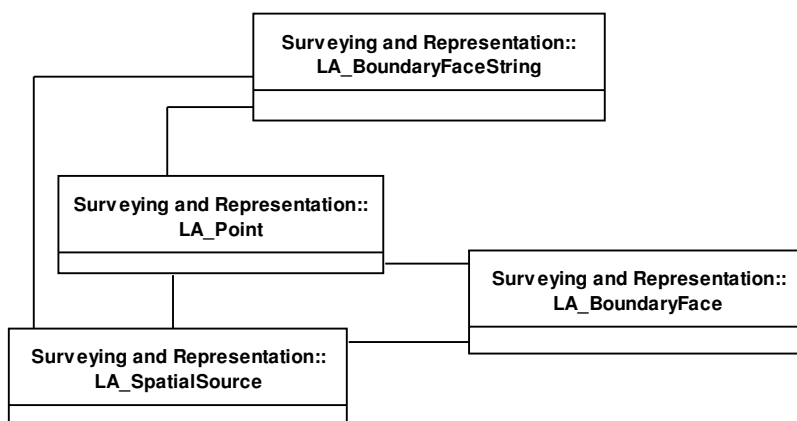 Surveying and Representation::
LA_BoundaryFaceString
Surveying and Representation::
LA_Point
Surveying and Representation::
LA_BoundaryFace
Surveying and Representation::
LA_SpatialSource